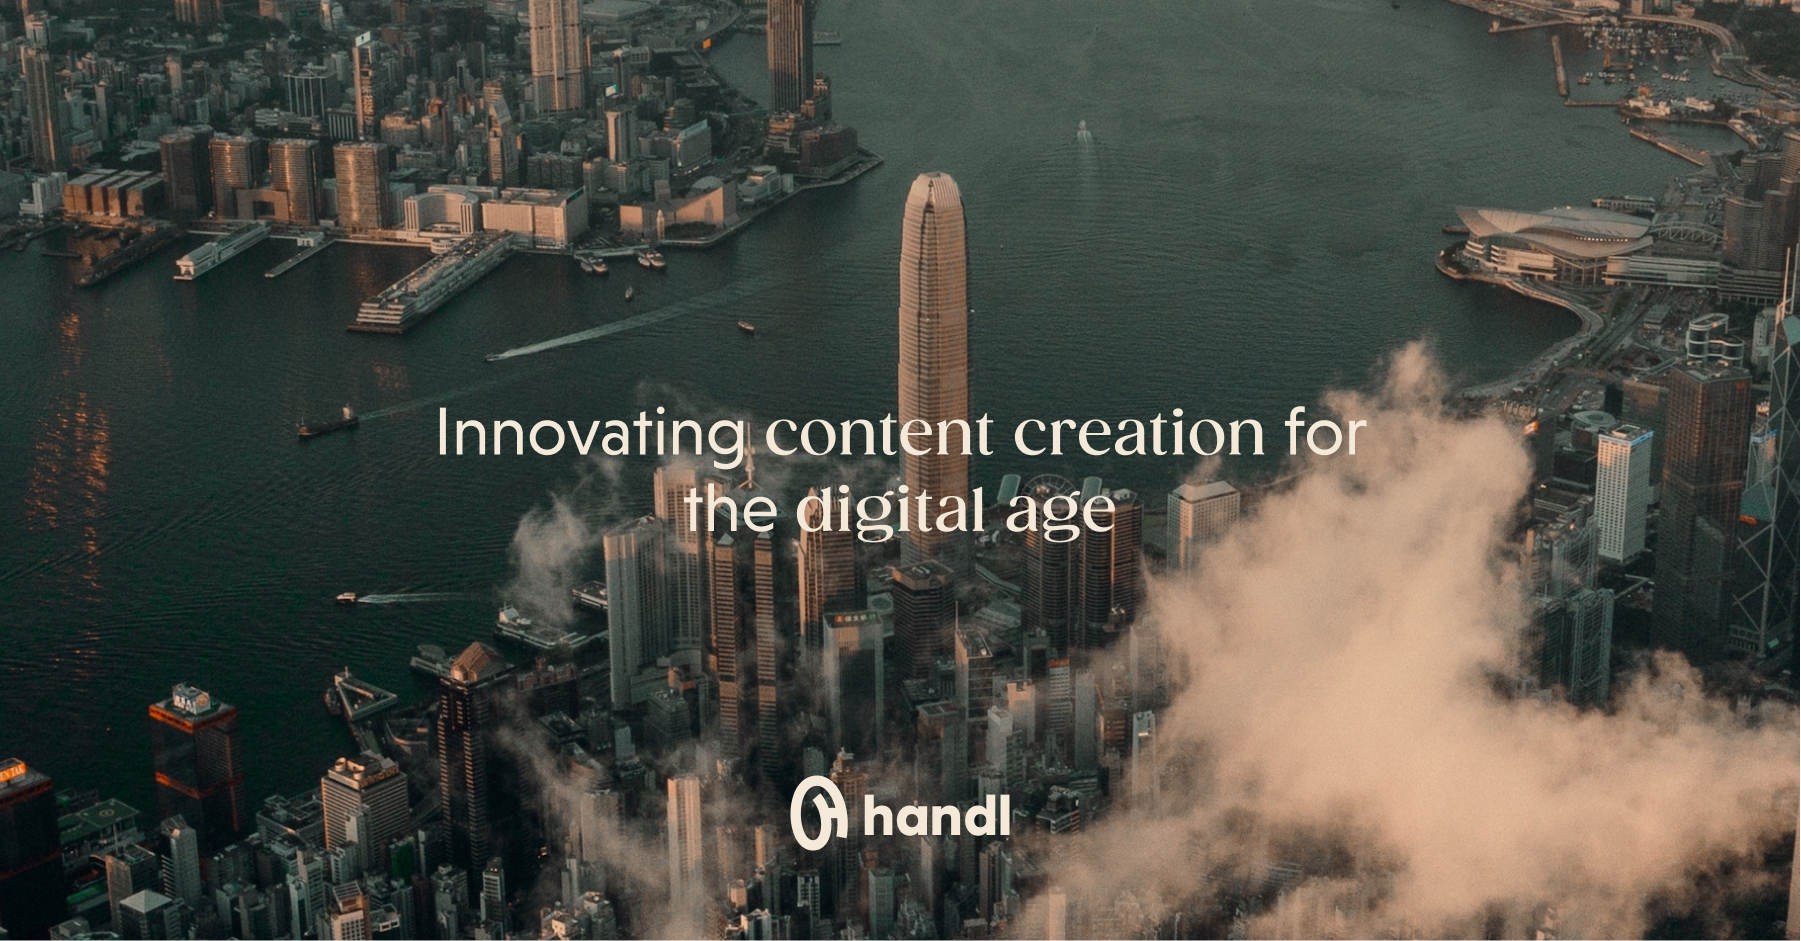 Innovating content creation for
the digital age
handl